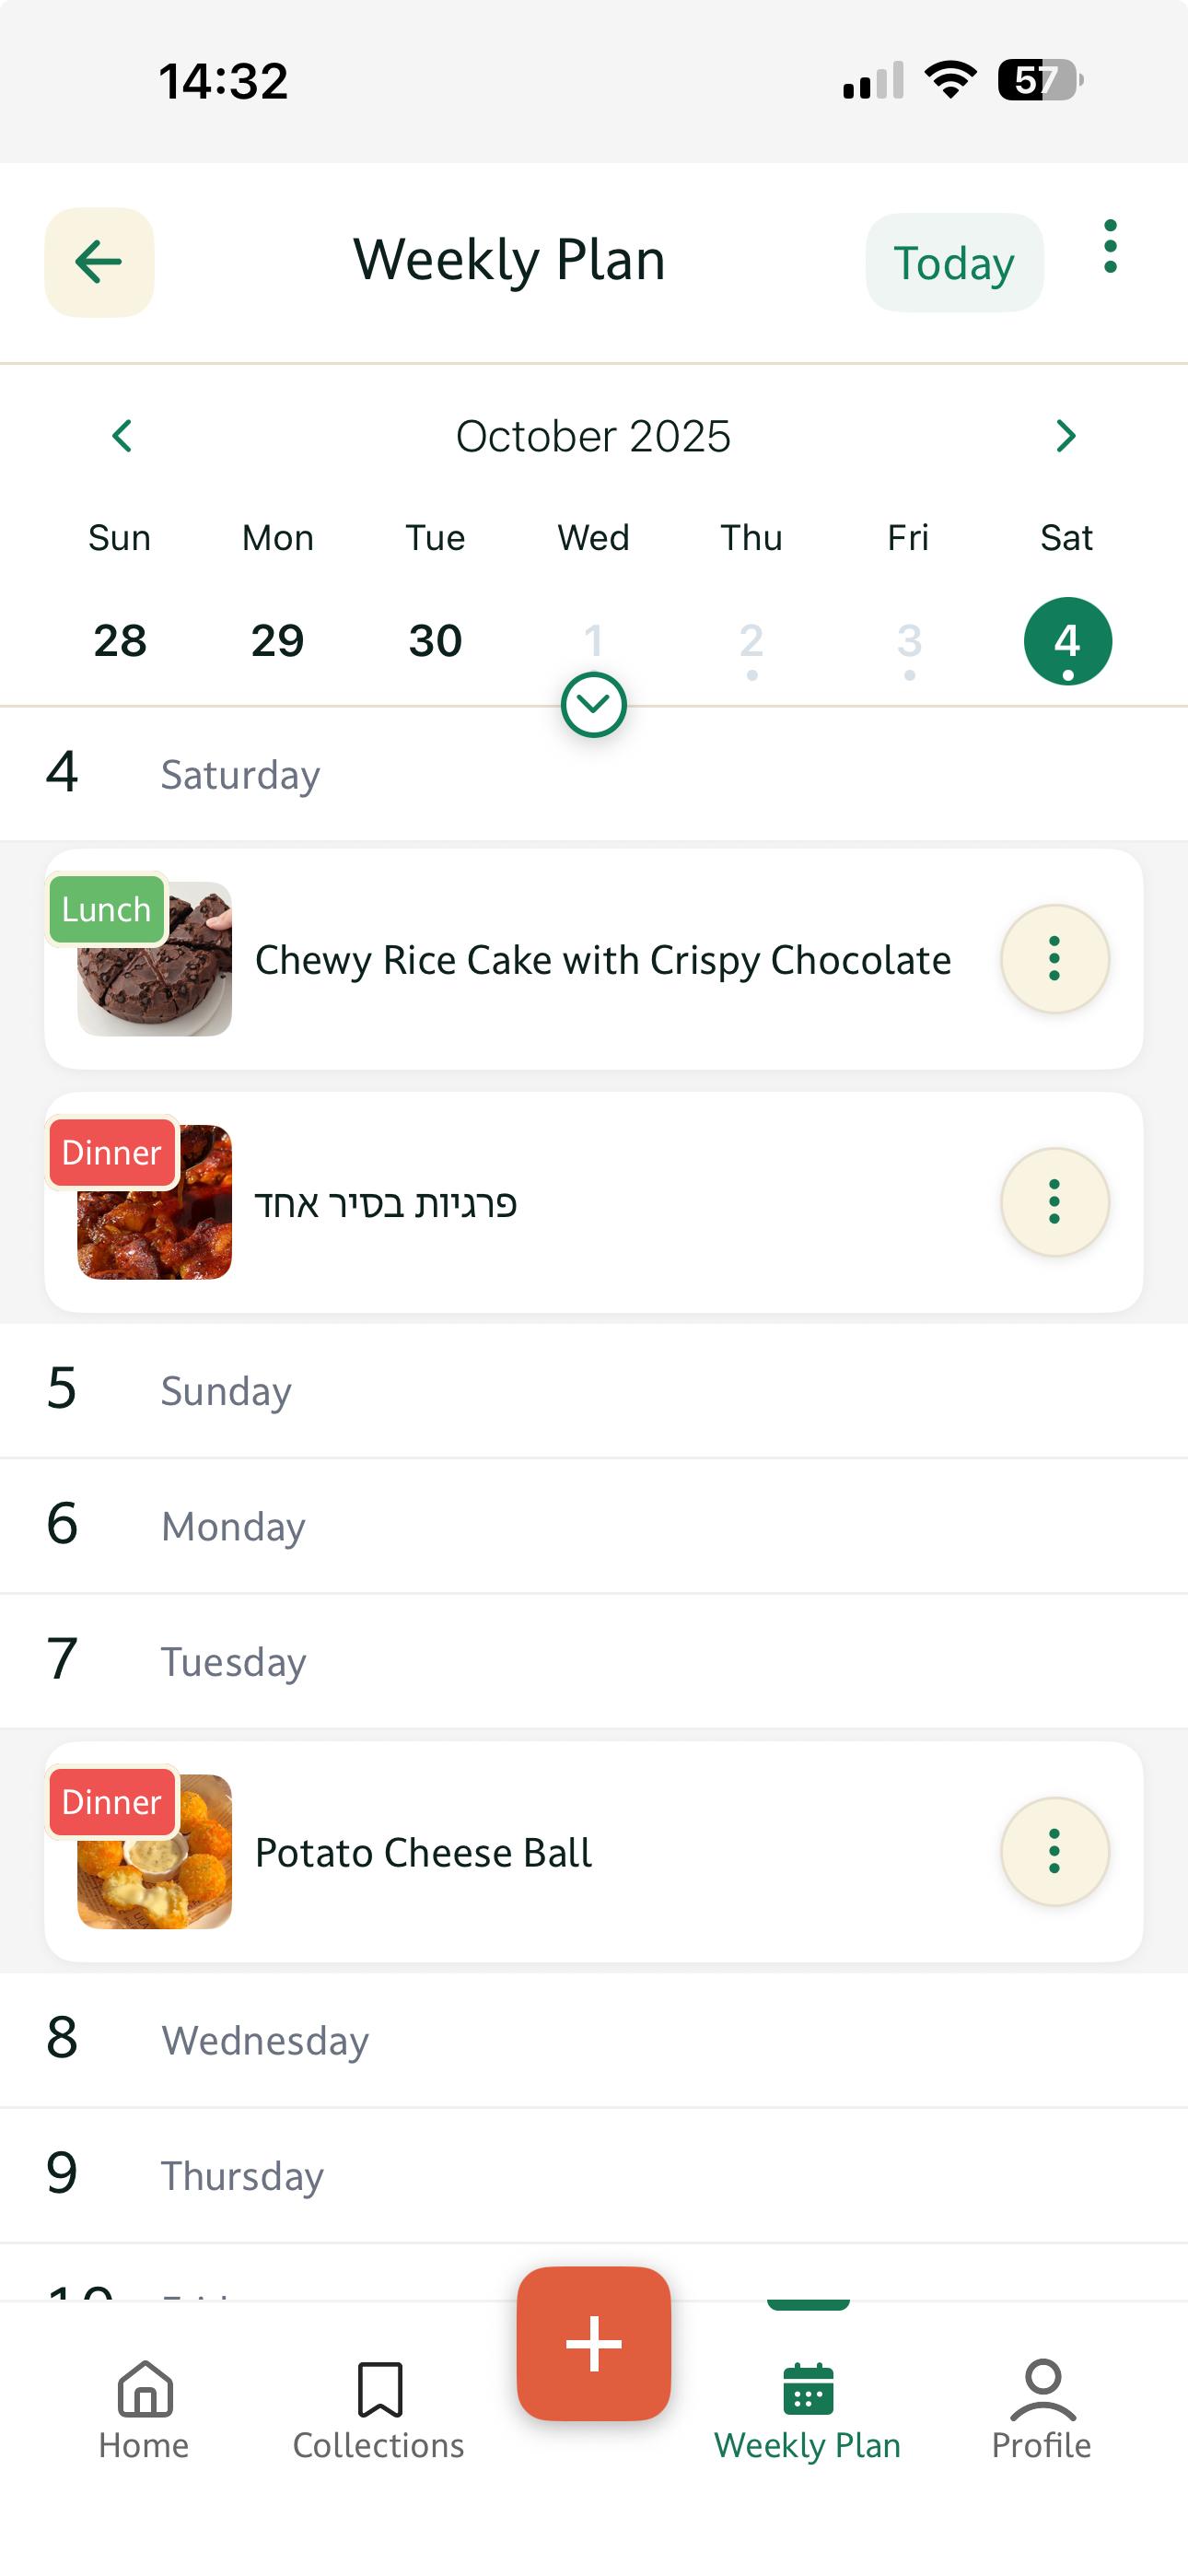 14:32
57
Weekly Plan
Today
October 2025
Sun Mon Tue Wed Thu Fri Sat
28 29 30 1 2 3 4
4 Saturday
Lunch
Chewy Rice Cake with Crispy Chocolate
Dinner
פרגיות בסיר אחד
5 Sunday
6 Monday
7 Tuesday
Dinner
Potato Cheese Ball
8 Wednesday
9 Thursday
Home Collections Weekly Plan Profile